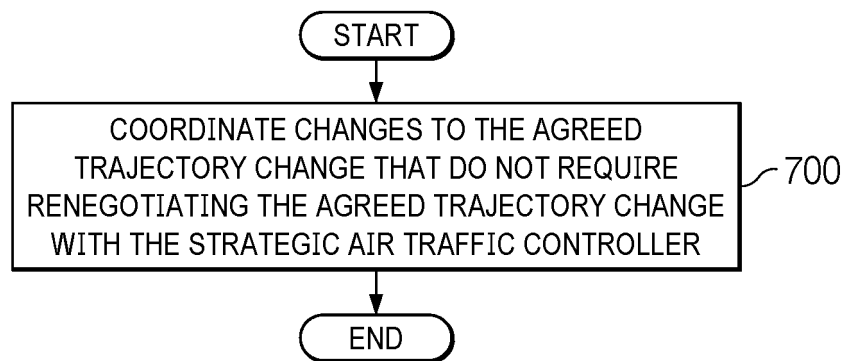 START
COORDINATE CHANGES TO THE AGREED
TRAJECTORY CHANGE THAT DO NOT REQUIRE
RENEGOTIATING THE AGREED TRAJECTORY CHANGE
WITH THE STRATEGIC AIR TRAFFIC CONTROLLER
700
END